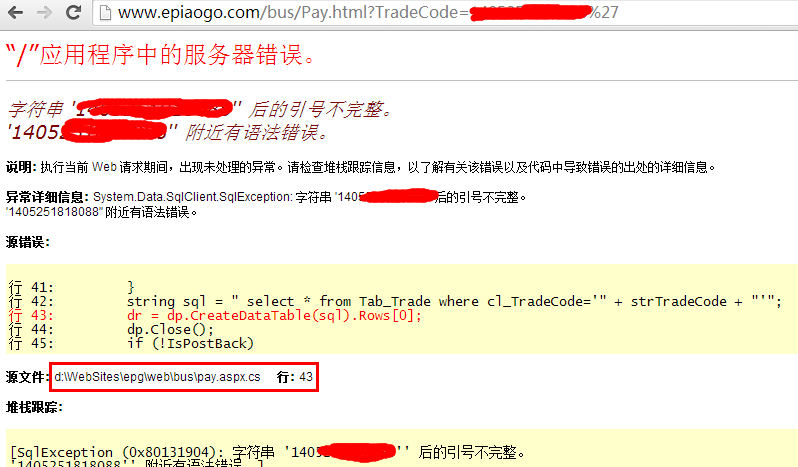 www.epiaogo.com/bus/Pay.html?TradeCode= %27
“/”应用程序中的服务器错误。
字符串 '1 '' 后的引号不完整。
'1405 '' 附近有语法错误。
说明: 执行当前 Web 请求期间，出现未处理的异常。请检查堆栈跟踪信息，以了解有关该错误以及代码中导致错误的出处的详细信息。
异常详细信息: System.Data.SqlClient.SqlException: 字符串 '140 后的引号不完整。
'1405251818088'' 附近有语法错误。
源错误:
行 41: }
行 42: string sql = " select * from Tab_Trade where cl_TradeCode='" + strTradeCode + "'";
行 43: dr = dp.CreateDataTable(sql).Rows[0];
行 44: dp.Close();
行 45: if (!IsPostBack)
源文件: d:\WebSites\epg\web\bus\pay.aspx.cs 行: 43
堆栈跟踪:
[SqlException (0x80131904): 字符串 '1405 '' 后的引号不完整。
'1405251818088'' 附近有语法错误。]